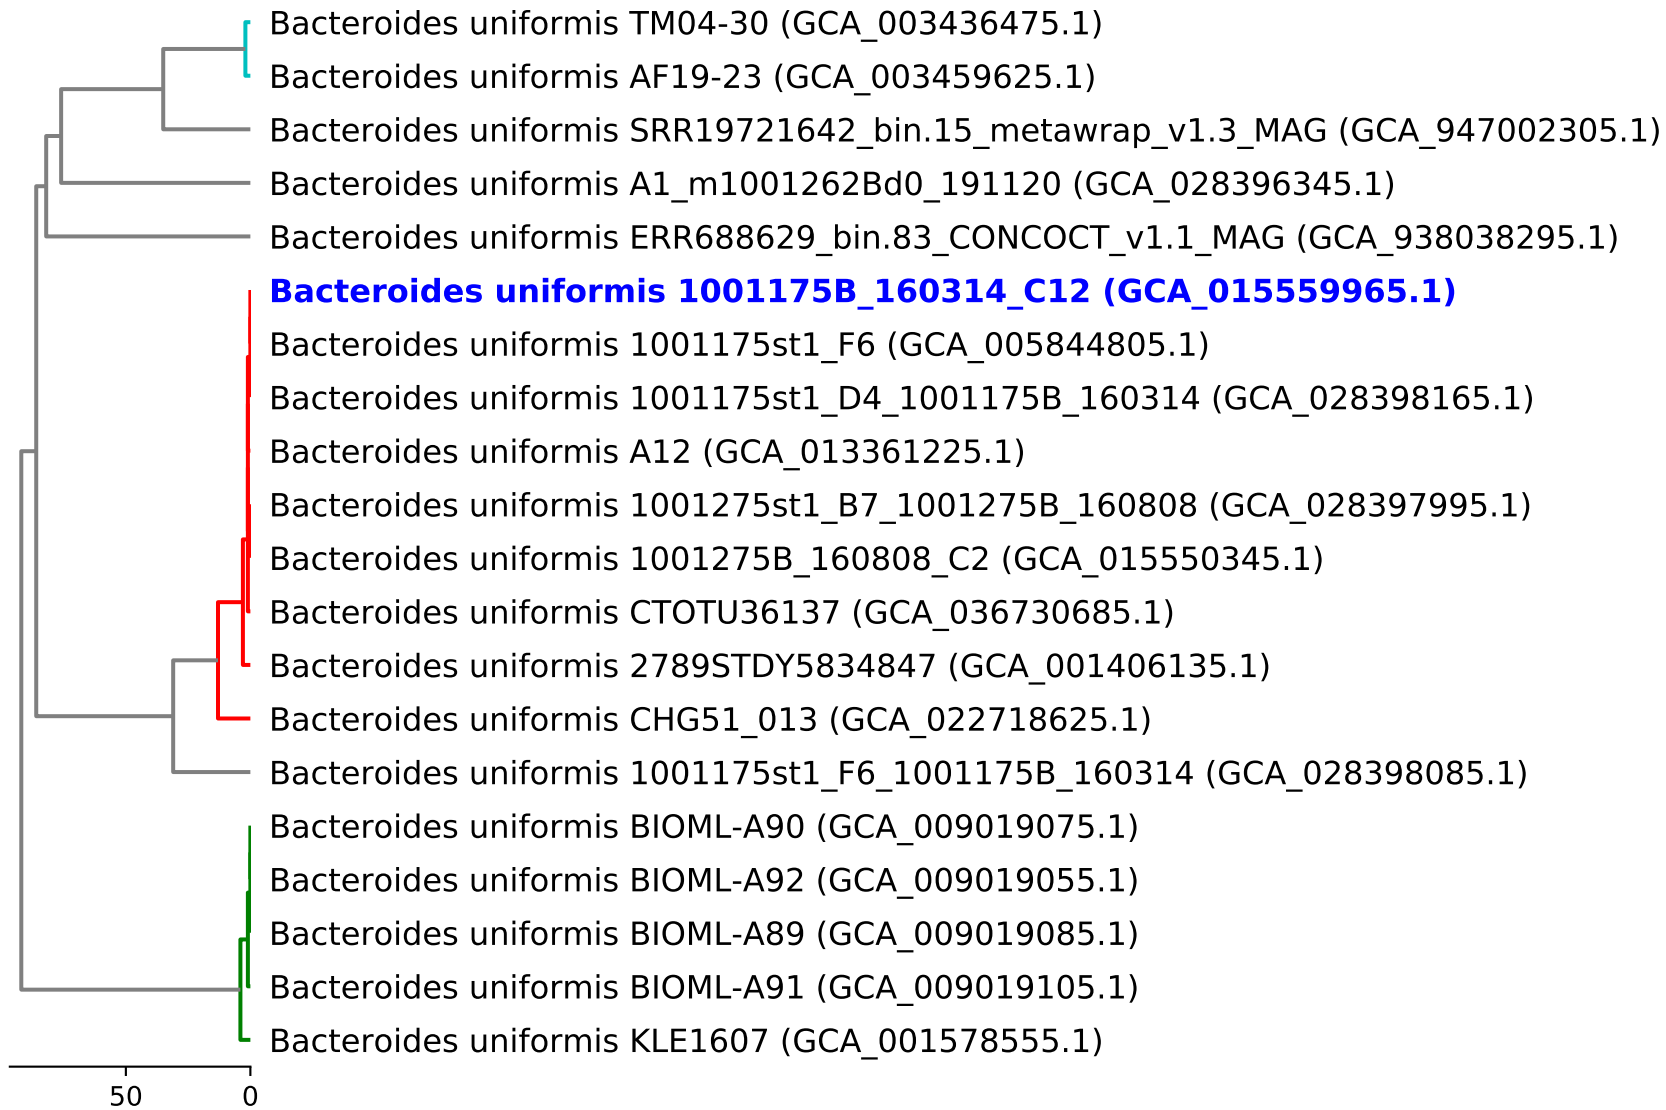 Bacteroides uniformis TM04-30 (GCA_003436475.1)
Bacteroides uniformis AF19-23 (GCA_003459625.1)
Bacteroides uniformis SRR19721642_bin.15_metawrap_v1.3_MAG (GCA_947002305.1)
Bacteroides uniformis A1_m1001262Bd0_191120 (GCA_028396345.1)
Bacteroides uniformis ERR688629_bin.83_CONCOCT_v1.1_MAG (GCA_938038295.1)
Bacteroides uniformis 1001175B_160314_C12 (GCA_015559965.1)
Bacteroides uniformis 1001175st1_F6 (GCA_005844805.1)
Bacteroides uniformis 1001175st1_D4_1001175B_160314 (GCA_028398165.1)
Bacteroides uniformis A12 (GCA_013361225.1)
Bacteroides uniformis 1001275st1_B7_1001275B_160808 (GCA_028397995.1)
Bacteroides uniformis 1001275B_160808_C2 (GCA_015550345.1)
Bacteroides uniformis CTOTU36137 (GCA_036730685.1)
Bacteroides uniformis 2789STDY5834847 (GCA_001406135.1)
Bacteroides uniformis CHG51_013 (GCA_022718625.1)
Bacteroides uniformis 1001175st1_F6_1001175B_160314 (GCA_028398085.1)
Bacteroides uniformis BIOML-A90 (GCA_009019075.1)
Bacteroides uniformis BIOML-A92 (GCA_009019055.1)
Bacteroides uniformis BIOML-A89 (GCA_009019085.1)
Bacteroides uniformis BIOML-A91 (GCA_009019105.1)
Bacteroides uniformis KLE1607 (GCA_001578555.1)
50 0